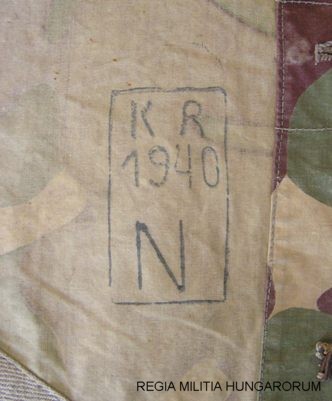 K R
1940
N
REGIA MILITIA HUNGARORUM